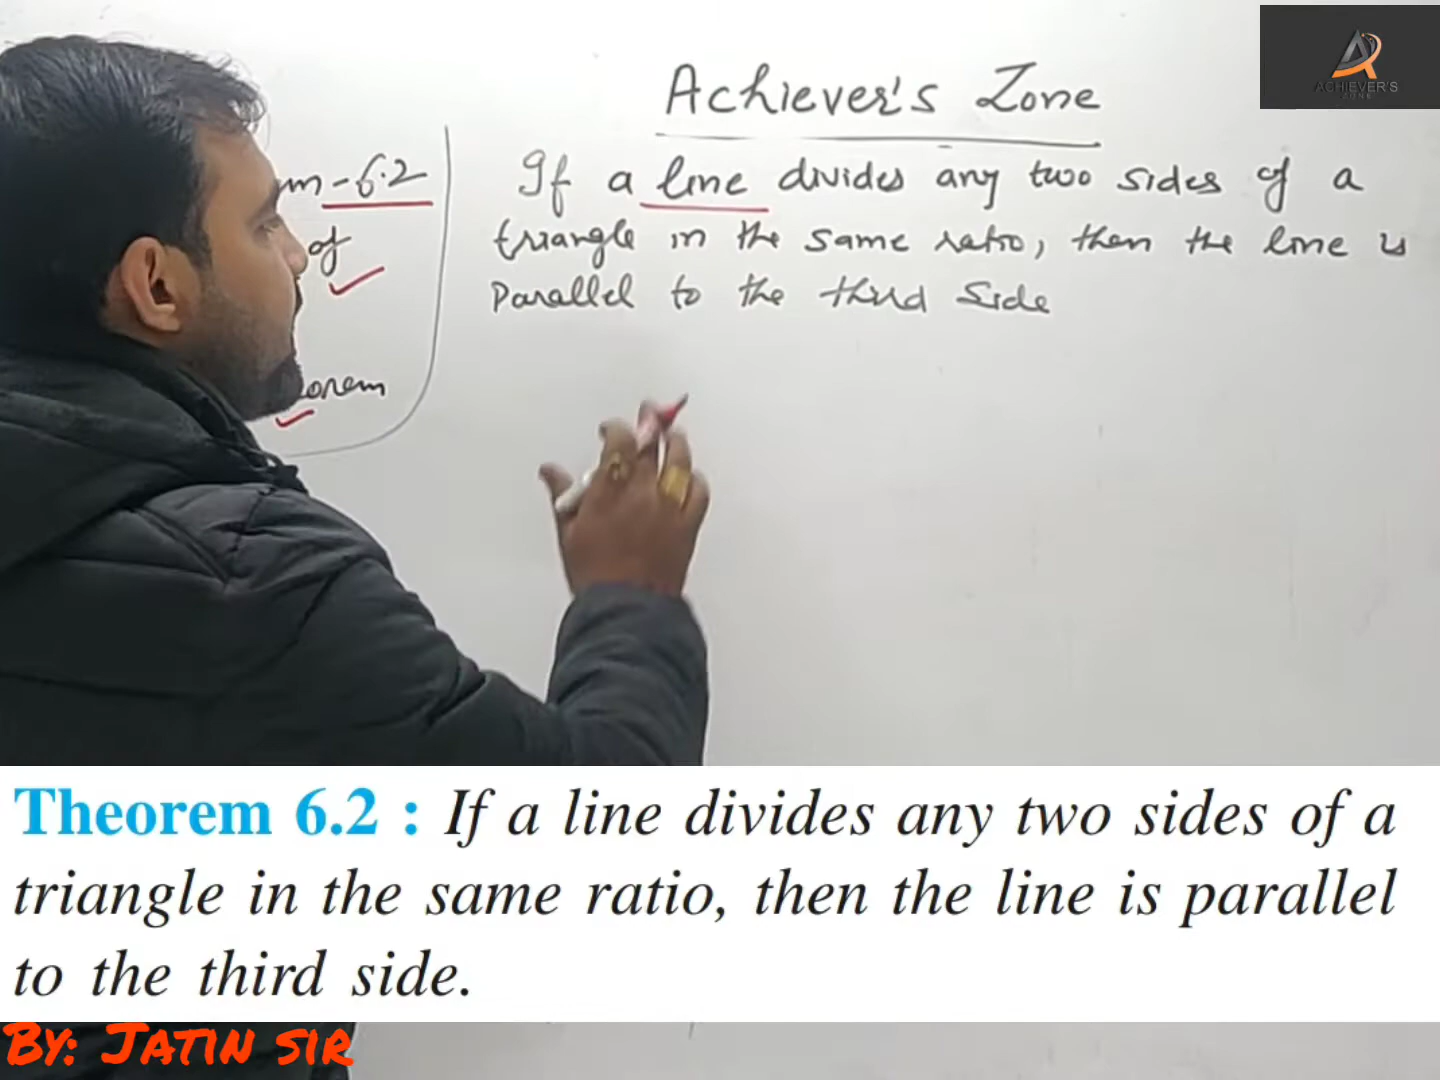 ACHIEVER'S
ZONE
Achiever's Zone
m-6.2
of
orem
If a line divides any two sides of a
triangle in the same ratio, then the line is
Parallel to the third side
Theorem 6.2 : If a line divides any two sides of a
triangle in the same ratio, then the line is parallel
to the third side.
By: Jatin sir